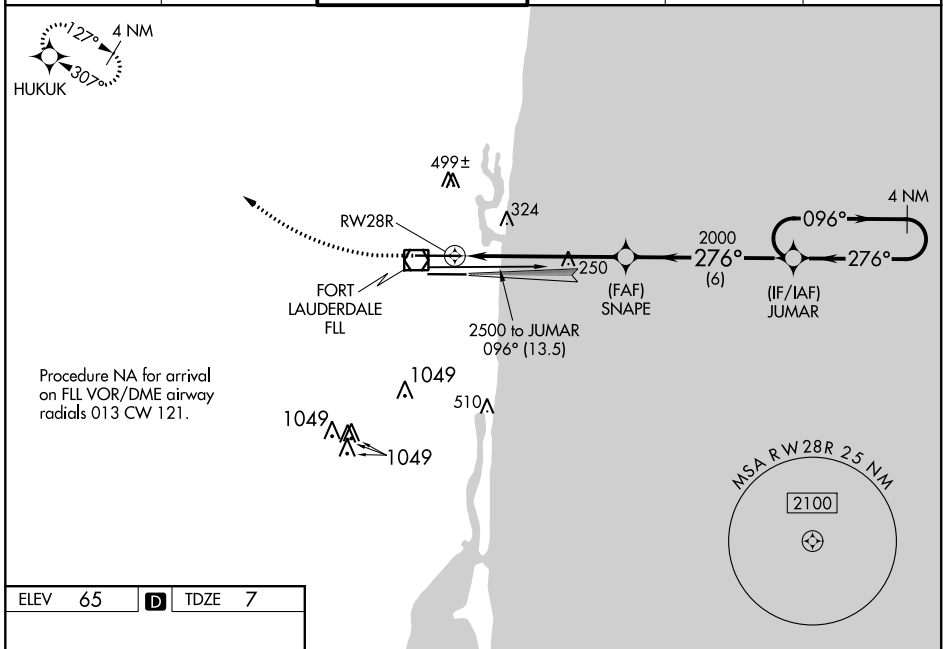 127°
4 NM
307°
HUKUK
499±
324
RW28R
4 NM
096°
2000
276°
276°
(6)
250
FORT
LAUDERDALE
FLL
(FAF)
SNAPE
(IF/IAF)
JUMAR
2500 to JUMAR
096° (13.5)
Procedure NA for arrival
on FLL VOR/DME airway
radials 013 CW 121.
1049
510
1049
1049
MSA RW28R 25 NM
2100
ELEV 65 D TDZE 7